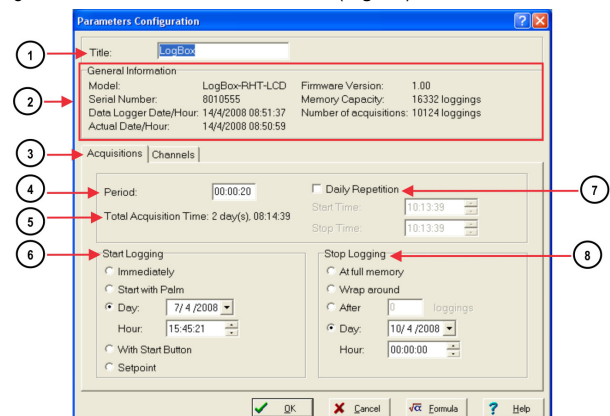 Parameters Configuration
1
Title: LogBox
General Information
2
Model: LogBox-RHT-LCD Firmware Version: 1.00
Serial Number: 8010555 Memory Capacity: 16332 loggings
Data Logger Date/Hour: 14/4/2008 08:51:37 Number of acquisitions: 10124 loggings
Actual Date/Hour: 14/4/2008 08:50:59
3
Acquisitions Channels
4
Period: 00:00:20
Daily Repetition
7
5
Total Acquisition Time: 2 day(s), 08:14:39
Start Time: 10:13:39
Stop Time: 10:13:39
6
Start Logging
Immediately
Start with Palm
Day: 7/ 4 /2008
Hour: 15:45:21
With Start Button
Setpoint
Stop Logging
8
At full memory
Wrap around
After 0 loggings
Day: 10/ 4 /2008
Hour: 00:00:00
OK Cancel √α Formula ? Help